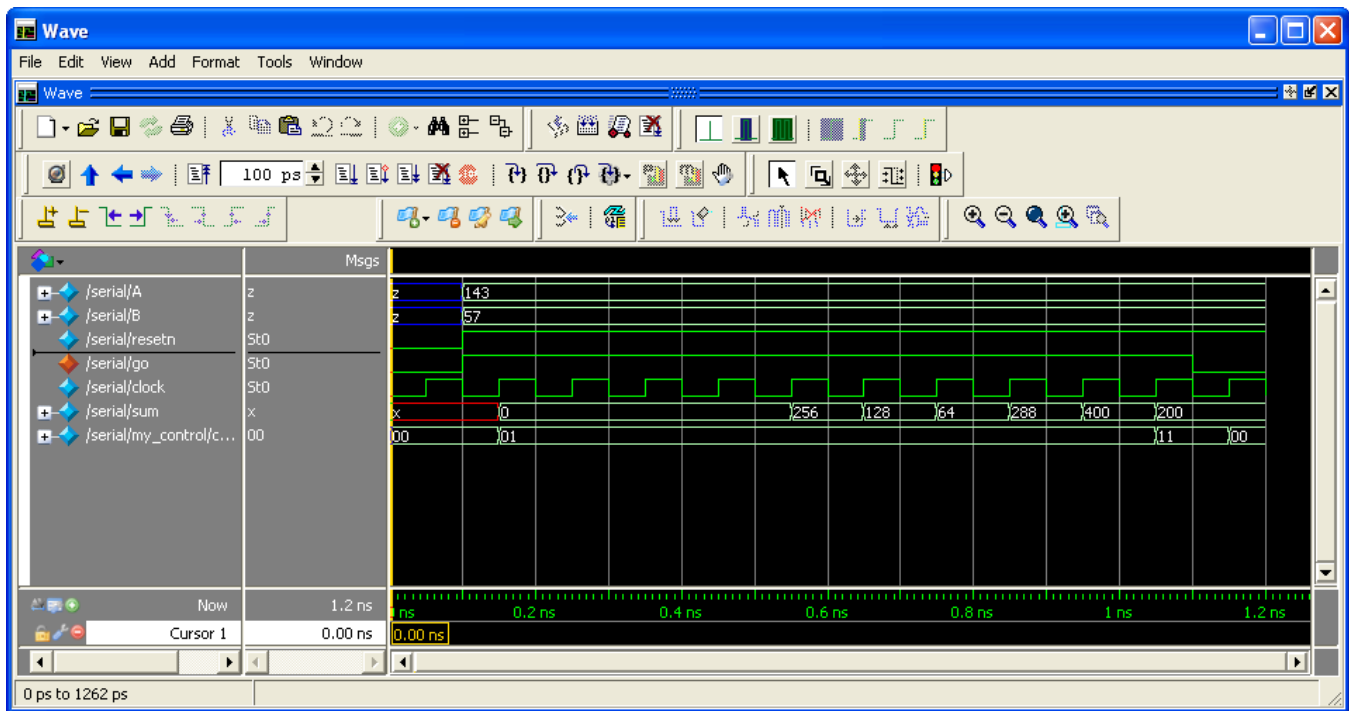 Wave
File Edit View Add Format Tools Window
Wave
100 ps
Msgs
/serial/A z z 143
/serial/B z z 57
/serial/resetn St0
/serial/go St0
/serial/clock St0
/serial/sum x x 0 256 128 64 288 400 200
/serial/my_control/c... 00 00 01 11 00
Now 1.2 ns ns 0.2 ns 0.4 ns 0.6 ns 0.8 ns 1 ns 1.2 ns
Cursor 1 0.00 ns 0.00 ns
0 ps to 1262 ps